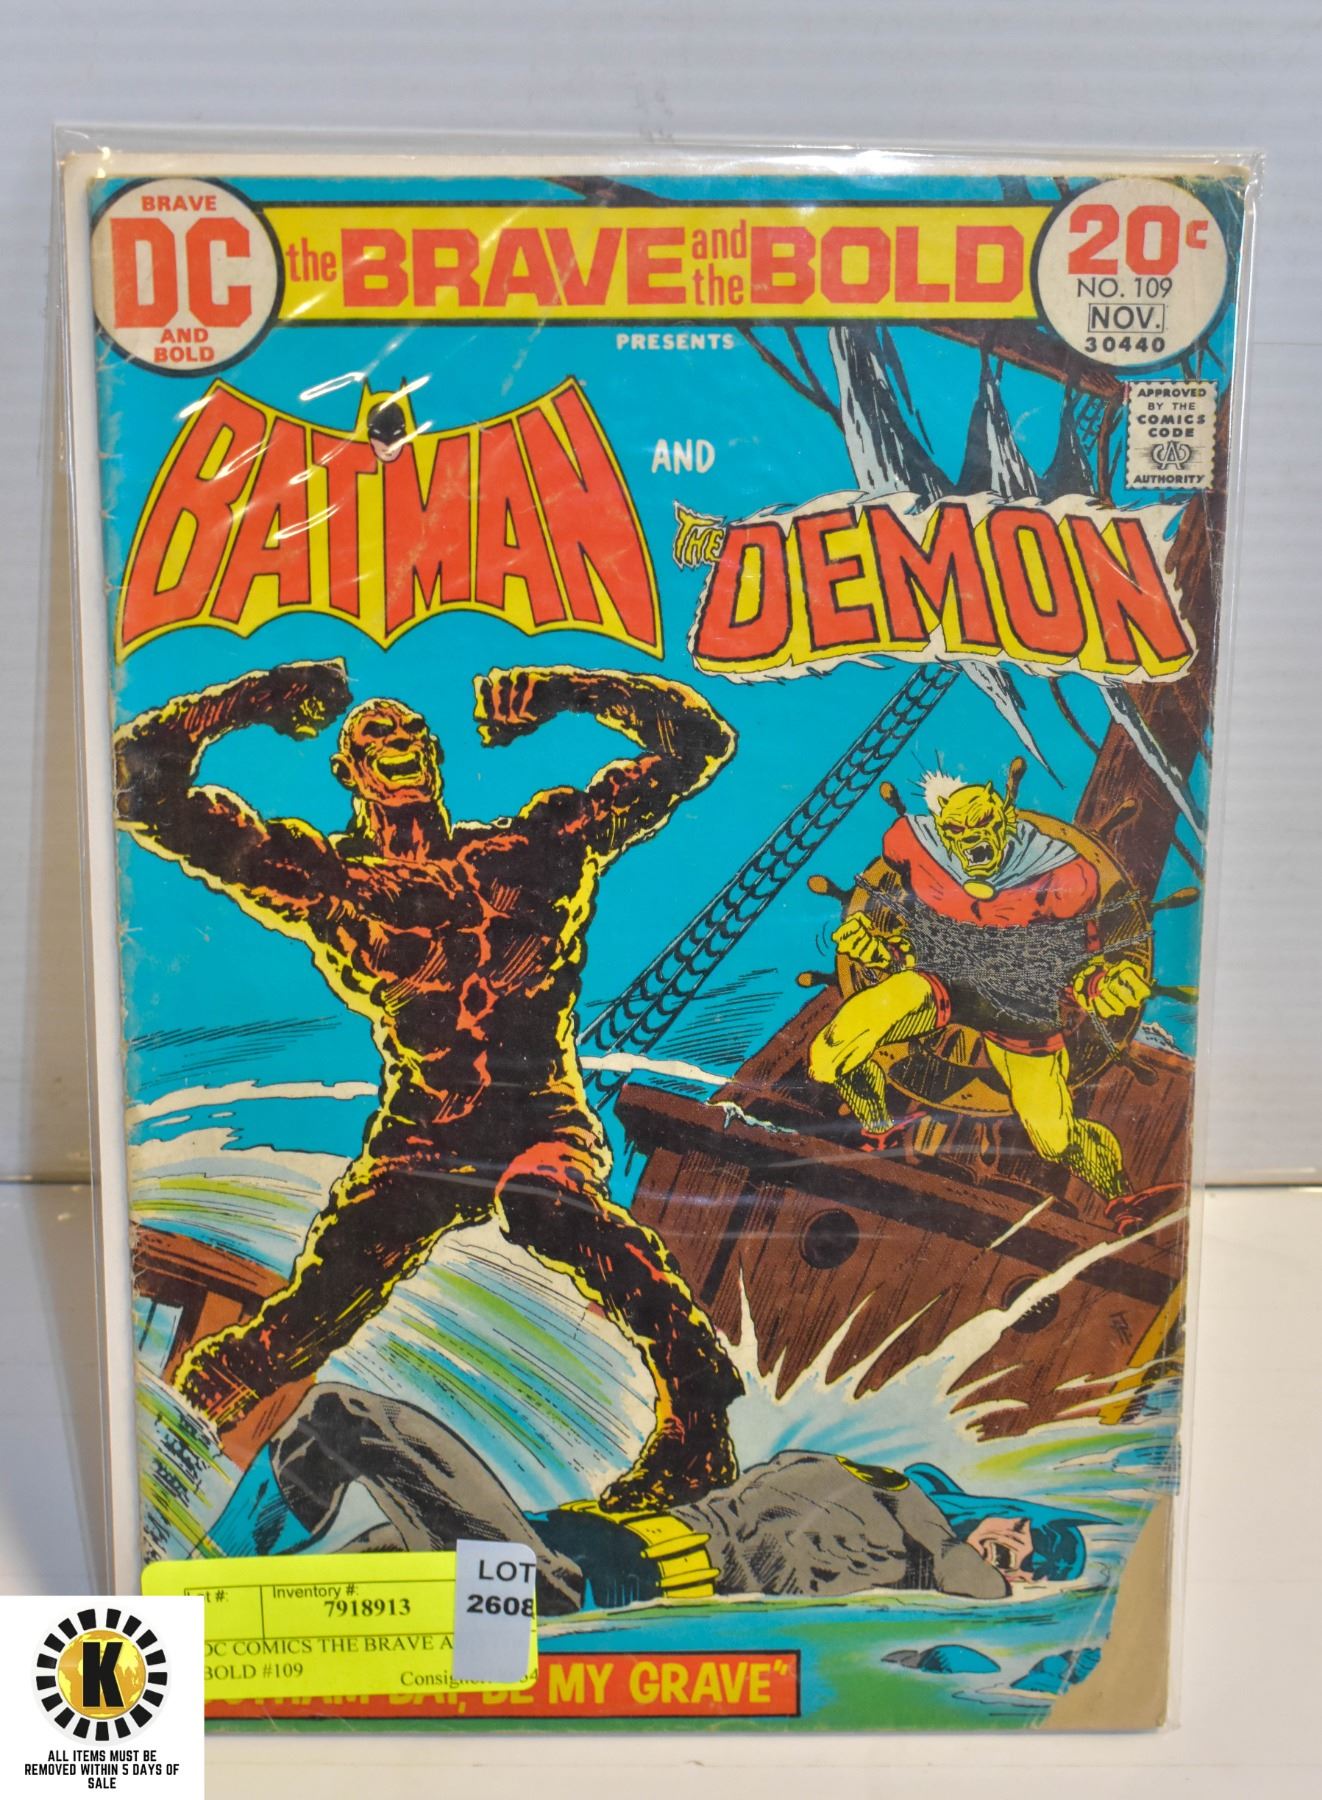 BRAVE
DC
AND
BOLD
the BRAVE and the BOLD
20¢
NO. 109
NOV.
30440
PRESENTS
APPROVED
BY THE
COMICS
CODE
CA
AUTHORITY
BATMAN
AND
THE DEMON
Inventory #:
7918913
LOT
2608
DC COMICS THE BRAVE A
BOLD #109
BE MY GRAVE"
K
ALL ITEMS MUST BE
REMOVED WITHIN 5 DAYS OF
SALE